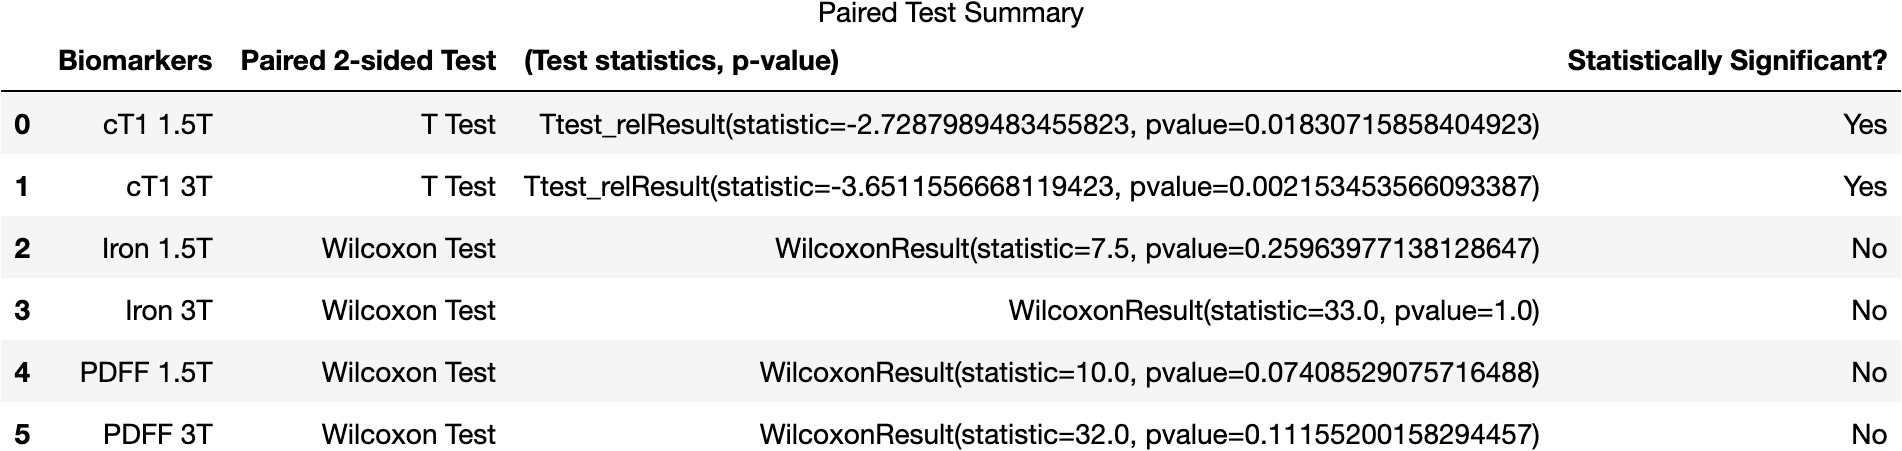 Paired Test Summary
Biomarkers Paired 2-sided Test (Test statistics, p-value) Statistically Significant?
0 cT1 1.5T T Test Ttest_relResult(statistic=-2.7287989483455823, pvalue=0.01830715858404923) Yes
1 cT1 3T T Test Ttest_relResult(statistic=-3.6511556668119423, pvalue=0.002153453566093387) Yes
2 Iron 1.5T Wilcoxon Test WilcoxonResult(statistic=7.5, pvalue=0.25963977138128647) No
3 Iron 3T Wilcoxon Test WilcoxonResult(statistic=33.0, pvalue=1.0) No
4 PDFF 1.5T Wilcoxon Test WilcoxonResult(statistic=10.0, pvalue=0.07408529075716488) No
5 PDFF 3T Wilcoxon Test WilcoxonResult(statistic=32.0, pvalue=0.11155200158294457) No